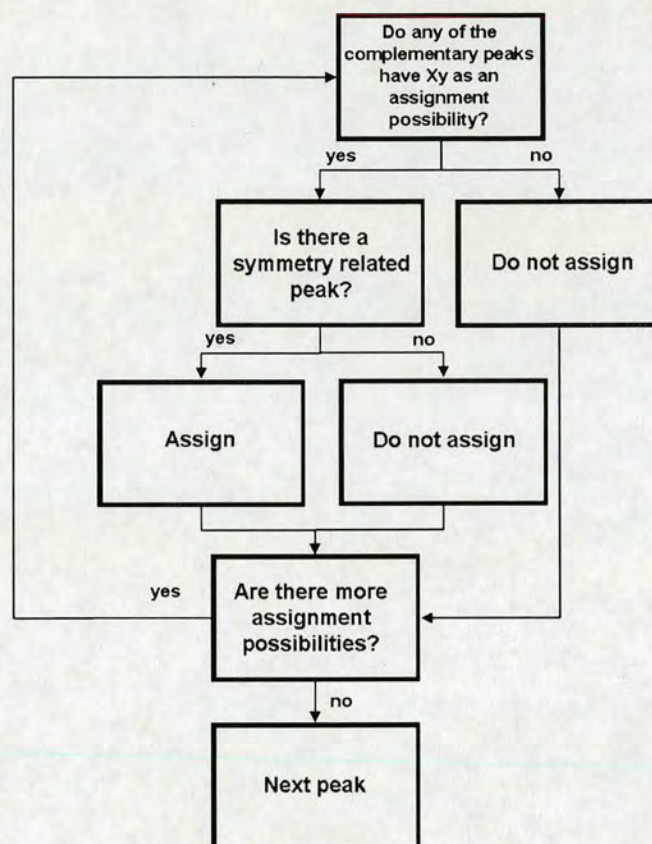 Do any of the
complementary peaks
have Xy as an
assignment
possibility?
yes
no
Is there a
symmetry related
peak?
Do not assign
yes
no
Assign
Do not assign
yes
Are there more
assignment
possibilities?
no
Next peak